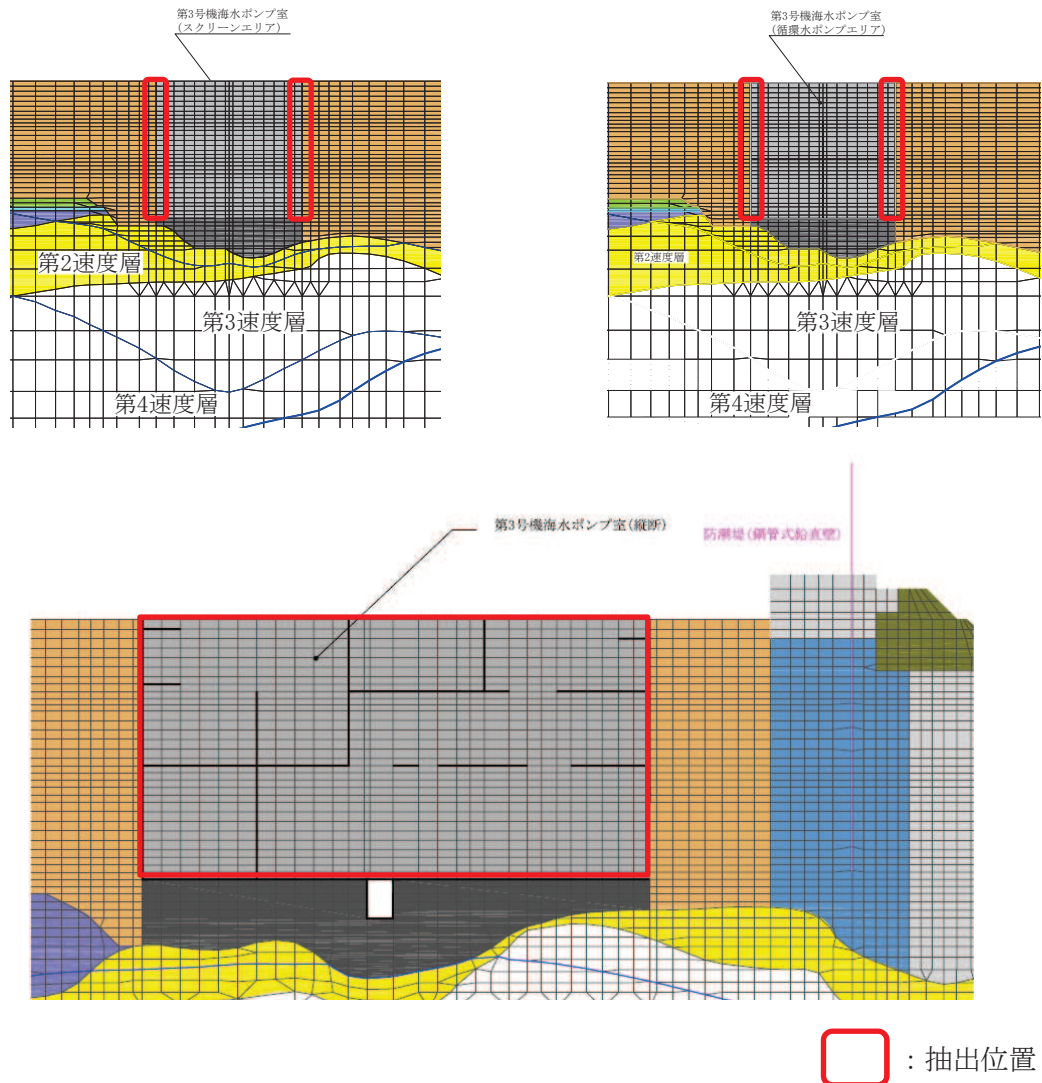 第3号機海水ポンプ室
(スクリーンエリア)
第3号機海水ポンプ室
(循環水ポンプエリア)
第2速度層
第3速度層
第4速度層
第2速度層
第3速度層
第4速度層
第3号機海水ポンプ室(縦断)
防潮堤(鋼管式鉛直壁)
：抽出位置